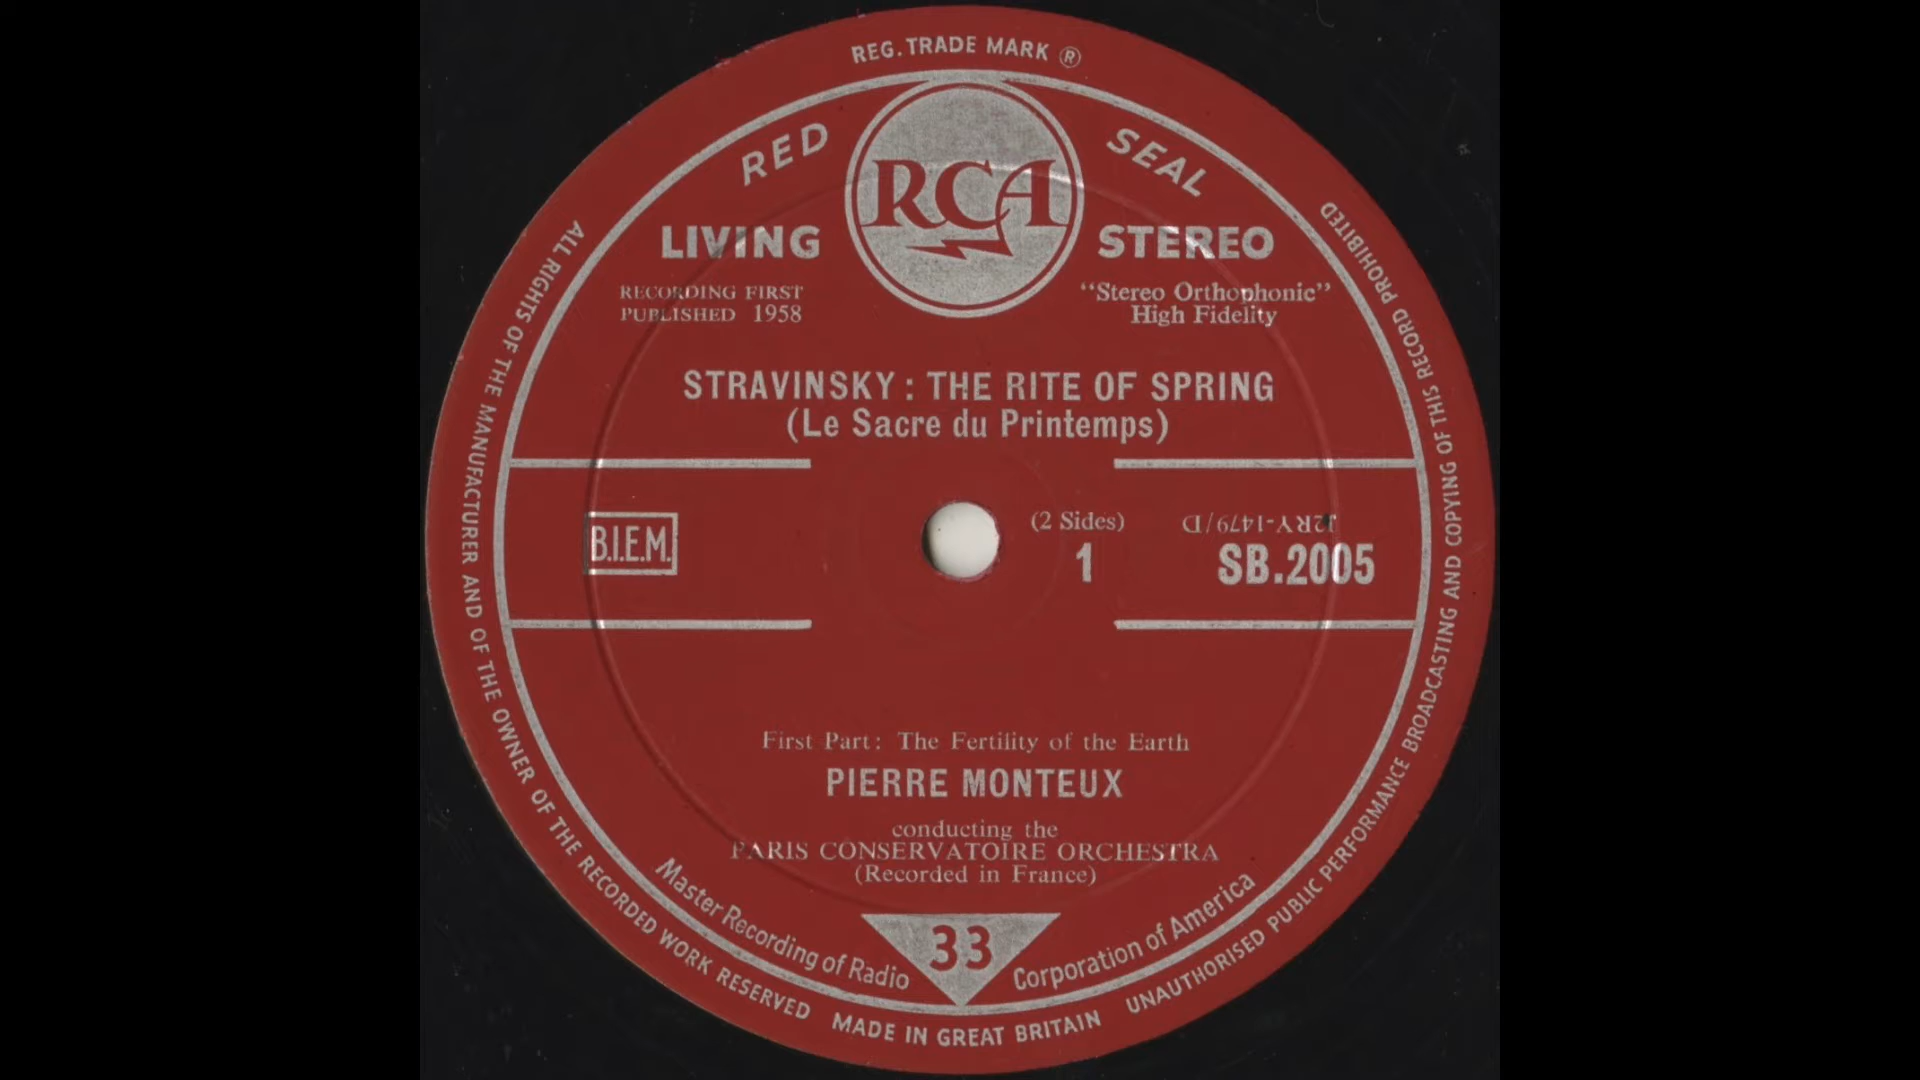 REG. TRADE MARK ®
RED SEAL
RCA
LIVING STEREO
RECORDING FIRST
PUBLISHED 1958
"Stereo Orthophonic"
High Fidelity
STRAVINSKY : THE RITE OF SPRING
(Le Sacre du Printemps)
B.I.E.M.
(2 Sides)
1
J2RY-1479/D
SB.2005
First Part: The Fertility of the Earth
PIERRE MONTEUX
conducting the
PARIS CONSERVATOIRE ORCHESTRA
(Recorded in France)
33
Master Recording of Radio Corporation of America
ALL RIGHTS OF THE MANUFACTURER AND OF THE OWNER OF THE RECORDED WORK RESERVED
MADE IN GREAT BRITAIN
UNAUTHORISED PUBLIC PERFORMANCE BROADCASTING AND COPYING OF THIS RECORD PROHIBITED